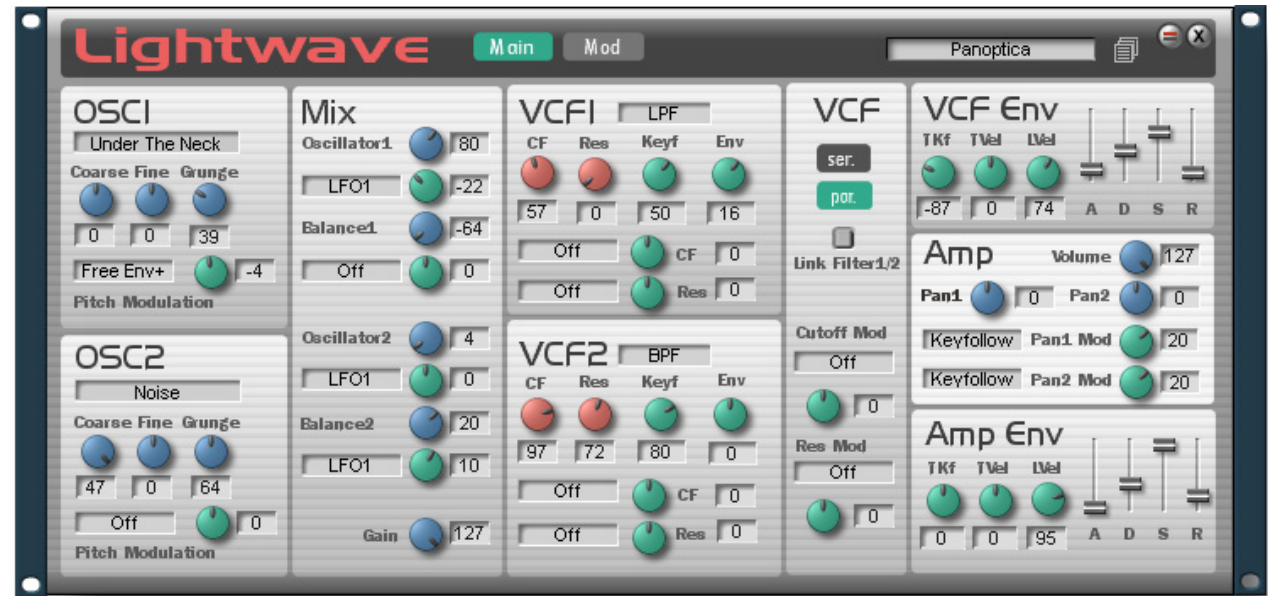 Lightwave
Main Mod
Panoptica
X
OSC1
Under The Neck
Coarse Fine Grunge
0 0 39
Free Env+ -4
Pitch Modulation
OSC2
Noise
Coarse Fine Grunge
47 0 64
Off 0
Pitch Modulation
Mix
Oscillator1 80
LFO1 -22
Balance1 -64
Off 0
Oscillator2 4
LFO1 0
Balance2 20
LFO1 10
Gain 127
VCF1 LPF
CF Res Keyf Env
57 0 50 16
Off CF 0
Off Res 0
VCF2 BPF
CF Res Keyf Env
97 72 80 0
Off CF 0
Off Res 0
VCF
ser.
par.
Link Filter1/2
Cutoff Mod
Off
0
Res Mod
Off
0
VCF Env
TKf TVel LVel
-87 0 74 A D S R
Amp Volume 127
Pan1 0 Pan2 0
Keyfollow Pan1 Mod 20
Keyfollow Pan2 Mod 20
Amp Env
TKf TVel LVel
0 0 95 A D S R